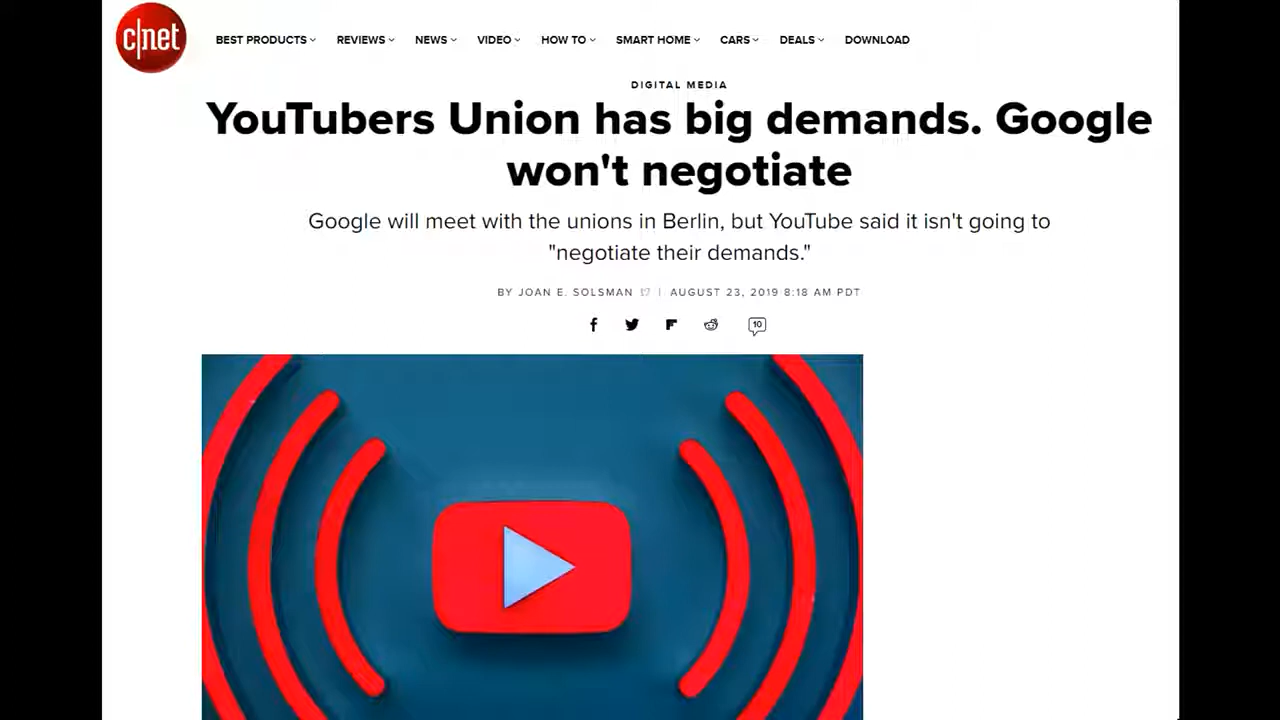 c|net
BEST PRODUCTS REVIEWS NEWS VIDEO HOW TO SMART HOME CARS DEALS DOWNLOAD
DIGITAL MEDIA
YouTubers Union has big demands. Google
won't negotiate
Google will meet with the unions in Berlin, but YouTube said it isn't going to
"negotiate their demands."
BY JOAN E. SOLSMAN | AUGUST 23, 2019 8:18 AM PDT
10